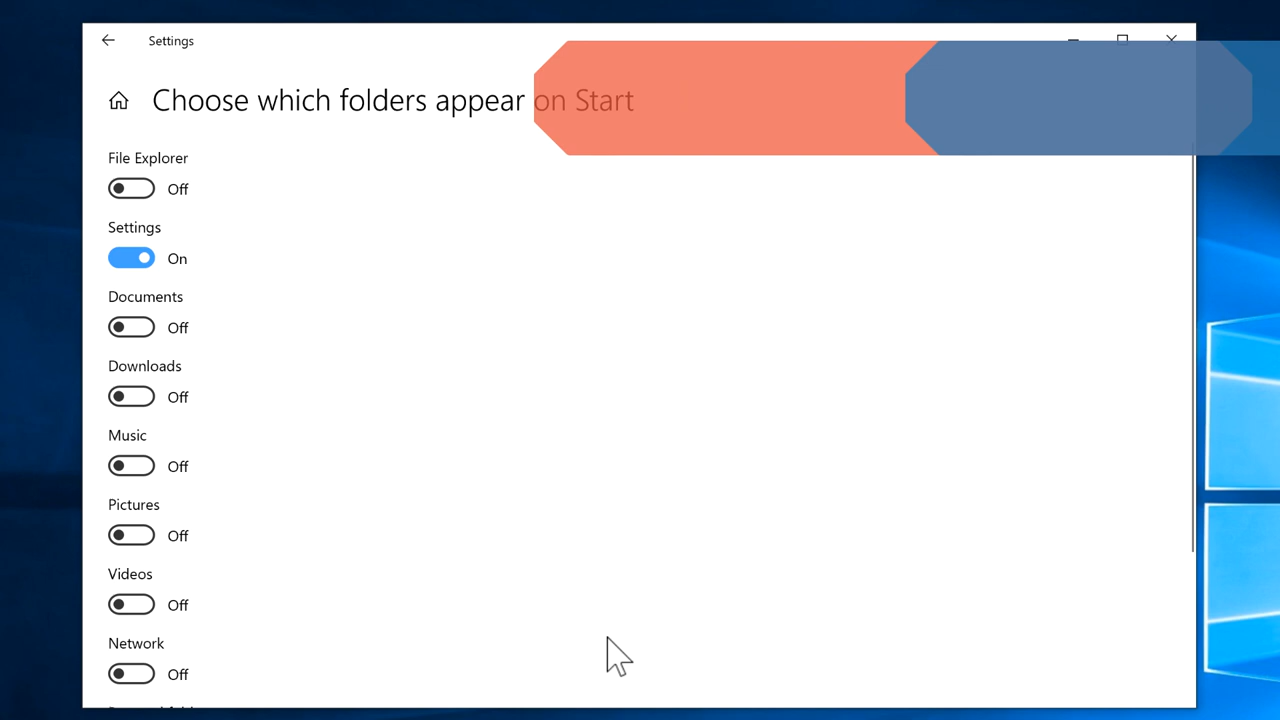 Settings
Choose which folders appear on Start
File Explorer
Off
Settings
On
Documents
Off
Downloads
Off
Music
Off
Pictures
Off
Videos
Off
Network
Off